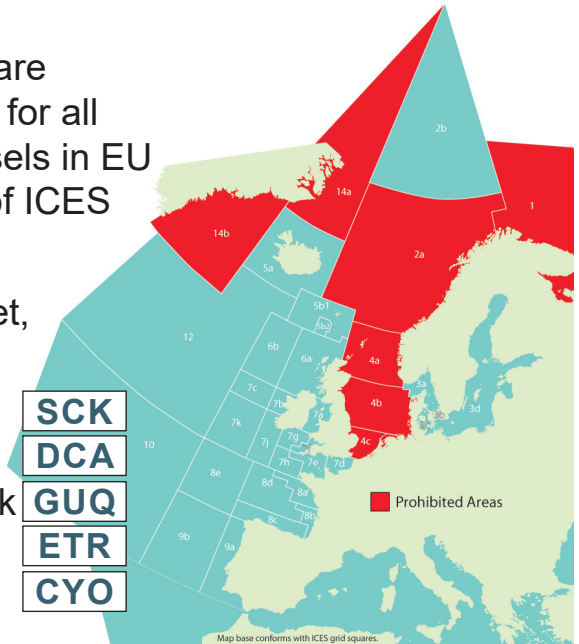 are
for all
sels in EU
of ICES
et,
SCK
DCA
k GUQ
ETR
CYO
2b
1
14a
14b
2a
5a
5b1
5b2
12
4a
6b
6a
3a
7c
4b
3d
7b
7a
10
7k
7g
4c
7j
7h
7e
7d
8e
8d
8a
8b
8c
9b
9a
Prohibited Areas
Map base conforms with ICES grid squares.